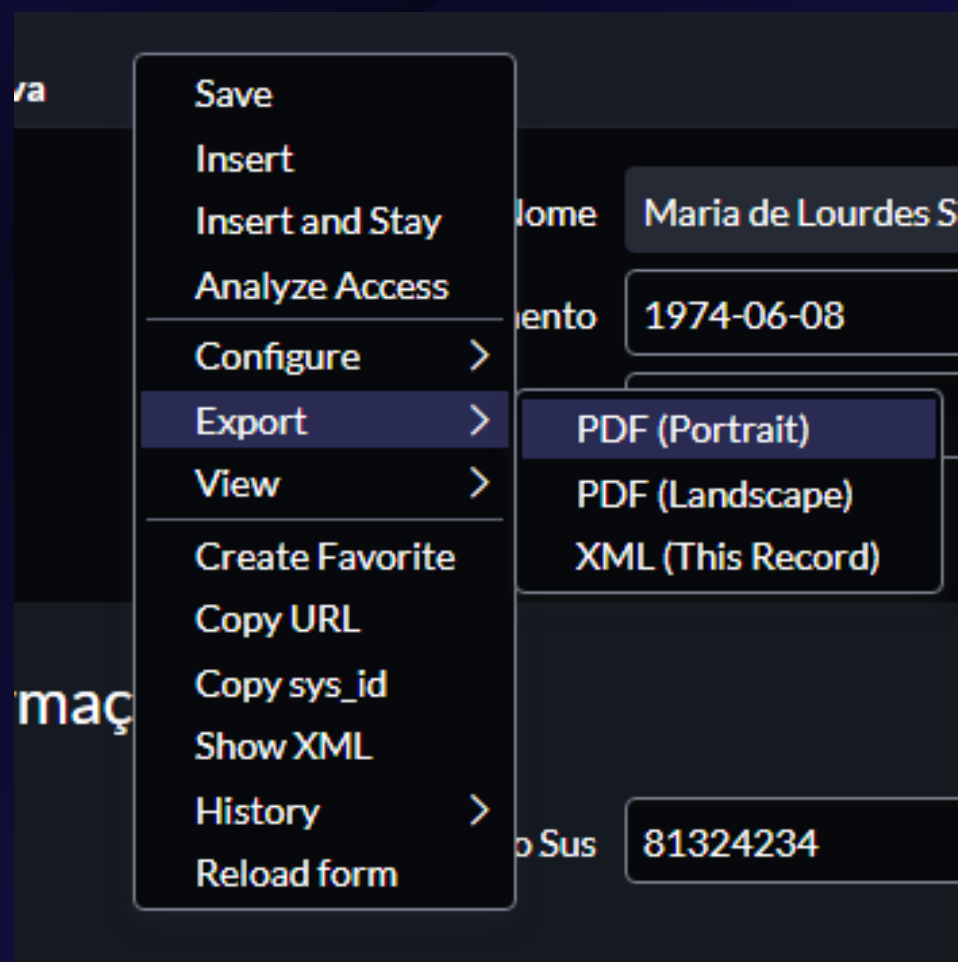 va
Save
Insert
Insert and Stay
Analyze Access
Configure
Export
View
Create Favorite
Copy URL
Copy sys_id
Show XML
History
Reload form
PDF (Portrait)
PDF (Landscape)
XML (This Record)
Nome Maria de Lourdes S
ento 1974-06-08
rmaç
o Sus 81324234